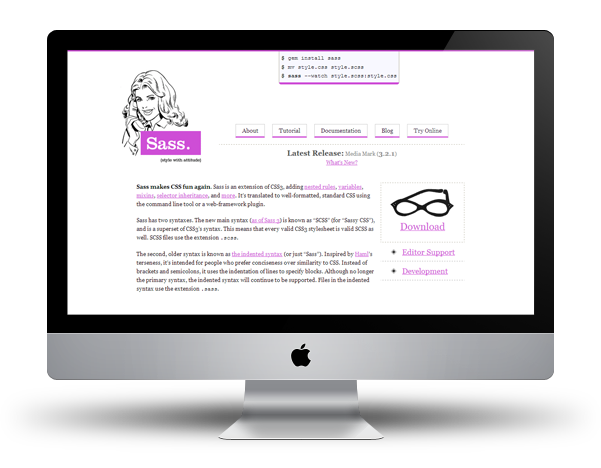 $ gem install sass
$ mv style.css style.scss
$ sass --watch style.scss:style.css
Sass.
{style with attitude}
About
Tutorial
Documentation
Blog
Try Online
Latest Release: Media Mark (3.2.1)
What's New?
Sass makes CSS fun again. Sass is an extension of CSS3, adding nested rules, variables,
mixins, selector inheritance, and more. It's translated to well-formatted, standard CSS using
the command line tool or a web-framework plugin.
Sass has two syntaxes. The new main syntax (as of Sass 3) is known as “SCSS” (for “Sassy CSS”),
and is a superset of CSS3's syntax. This means that every valid CSS3 stylesheet is valid SCSS as
well. SCSS files use the extension .scss.
The second, older syntax is known as the indented syntax (or just “Sass”). Inspired by Haml's
terseness, it's intended for people who prefer conciseness over similarity to CSS. Instead of
brackets and semicolons, it uses the indentation of lines to specify blocks. Although no longer
the primary syntax, the indented syntax will continue to be supported. Files in the indented
syntax use the extension .sass.
Download
Editor Support
Development